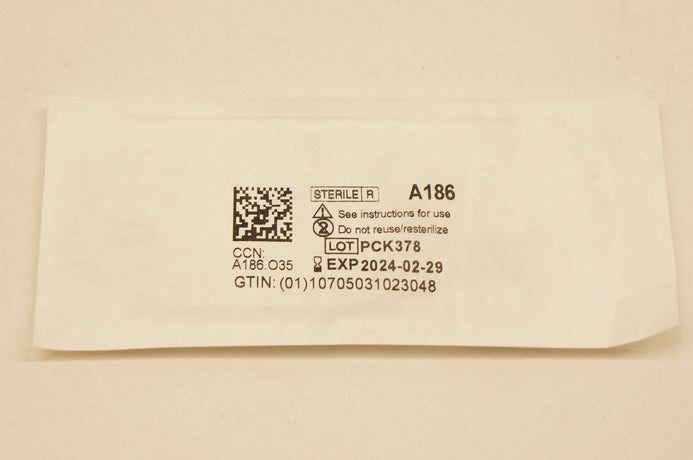 STERILE R A186
See instructions for use
Do not reuse/resterilize
LOT PCK378
EXP 2024-02-29
CCN:
A186.O35
GTIN: (01)10705031023048